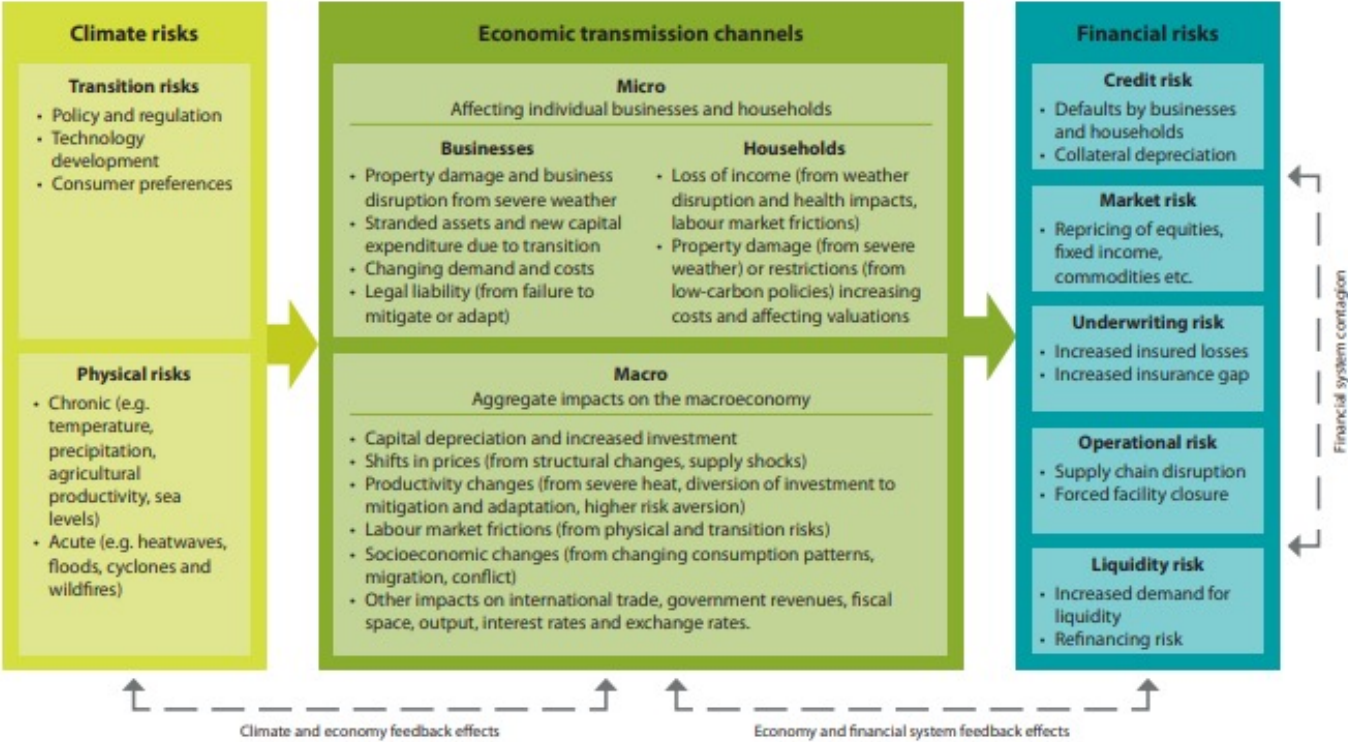 Climate risks
Transition risks
• Policy and regulation
• Technology
development
• Consumer preferences
Physical risks
• Chronic (e.g.
temperature,
precipitation,
agricultural
productivity, sea
levels)
• Acute (e.g. heatwaves,
floods, cyclones and
wildfires)
Economic transmission channels
Micro
Affecting individual businesses and households
Businesses
• Property damage and business
disruption from severe weather
• Stranded assets and new capital
expenditure due to transition
• Changing demand and costs
• Legal liability (from failure to
mitigate or adapt)
Households
• Loss of income (from weather
disruption and health impacts,
labour market frictions)
• Property damage (from severe
weather) or restrictions (from
low-carbon policies) increasing
costs and affecting valuations
Macro
Aggregate impacts on the macroeconomy
• Capital depreciation and increased investment
• Shifts in prices (from structural changes, supply shocks)
• Productivity changes (from severe heat, diversion of investment to
mitigation and adaptation, higher risk aversion)
• Labour market frictions (from physical and transition risks)
• Socioeconomic changes (from changing consumption patterns,
migration, conflict)
• Other impacts on international trade, government revenues, fiscal
space, output, interest rates and exchange rates.
Financial risks
Credit risk
• Defaults by businesses
and households
• Collateral depreciation
Market risk
• Repricing of equities,
fixed income,
commodities etc.
Underwriting risk
• Increased insured losses
• Increased insurance gap
Operational risk
• Supply chain disruption
• Forced facility closure
Liquidity risk
• Increased demand for
liquidity
• Refinancing risk
Financial system contagion
Climate and economy feedback effects
Economy and financial system feedback effects